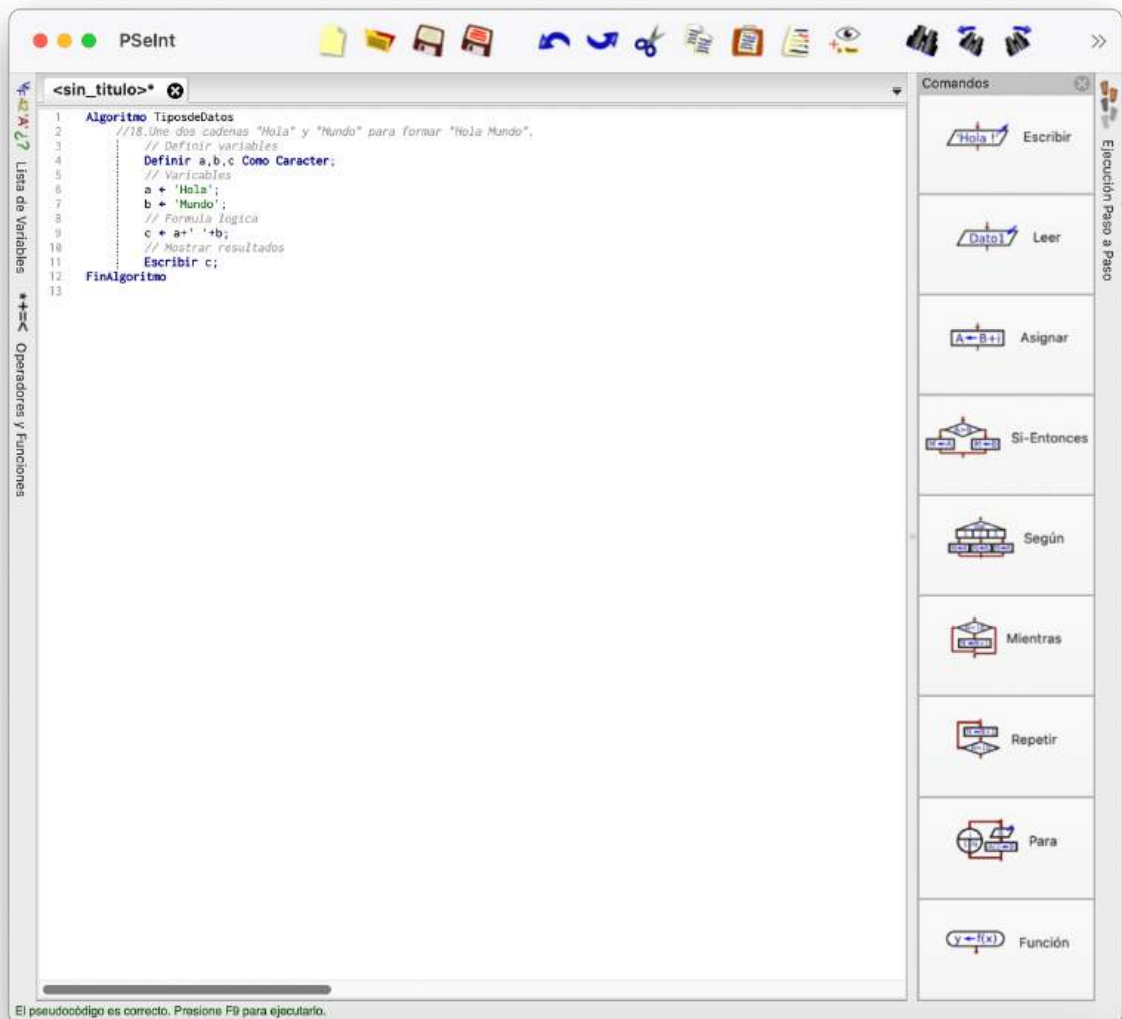 PSeInt
<sin_titulo>*
1 Algoritmo TiposdeDatos
2 //18.Une dos cadenas "Hola" y "Mundo" para formar "Hola Mundo".
3 // Definir variables
4 Definir a,b,c Como Caracter;
5 // Varicables
6 a ← 'Hola';
7 b ← 'Mundo';
8 // Formula logica
9 c ← a+' '+b;
10 // Mostrar resultados
11 Escribir c;
12 FinAlgoritmo
13
Lista de Variables
*+=< Operadores y Funciones
Comandos
'Hola !' Escribir
Dato1 Leer
A←B+i Asignar
Si-Entonces
Según
Mientras
Repetir
Para
y←f(x) Función
Ejecución Paso a Paso
El pseudocódigo es correcto. Presione F9 para ejecutarlo.